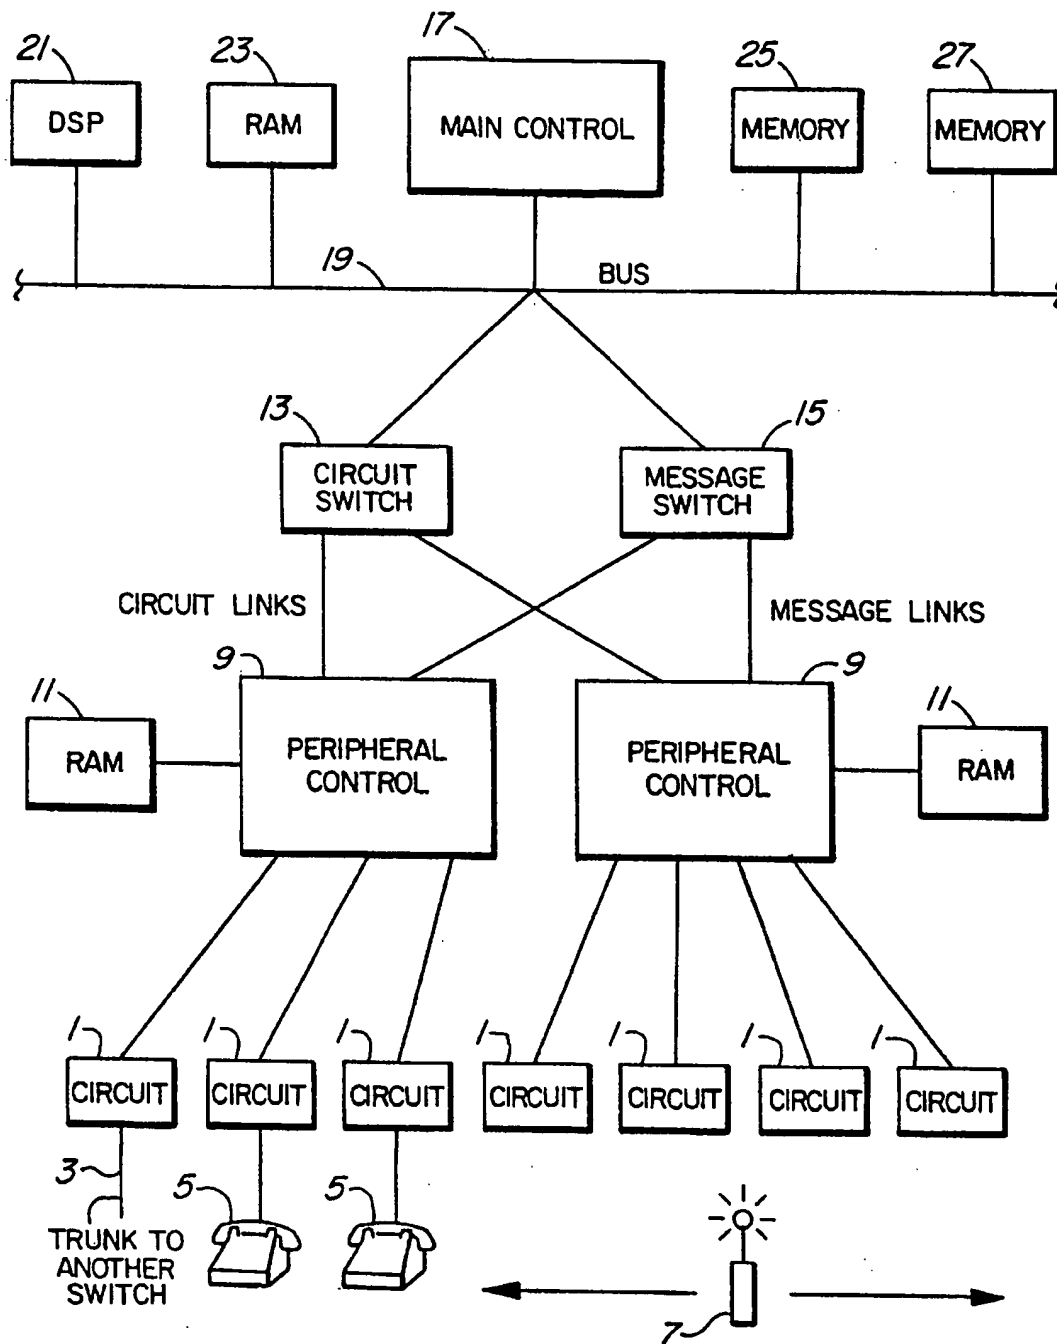 21 23 17 25 27
DSP RAM MAIN CONTROL MEMORY MEMORY
19 BUS
13 15
CIRCUIT
SWITCH
MESSAGE
SWITCH
CIRCUIT LINKS MESSAGE LINKS
9 9
11 11
RAM PERIPHERAL
CONTROL
PERIPHERAL
CONTROL
RAM
1 1 1 1 1 1 1
CIRCUIT CIRCUIT CIRCUIT CIRCUIT CIRCUIT CIRCUIT CIRCUIT
3 5 5
TRUNK TO
ANOTHER
SWITCH
7